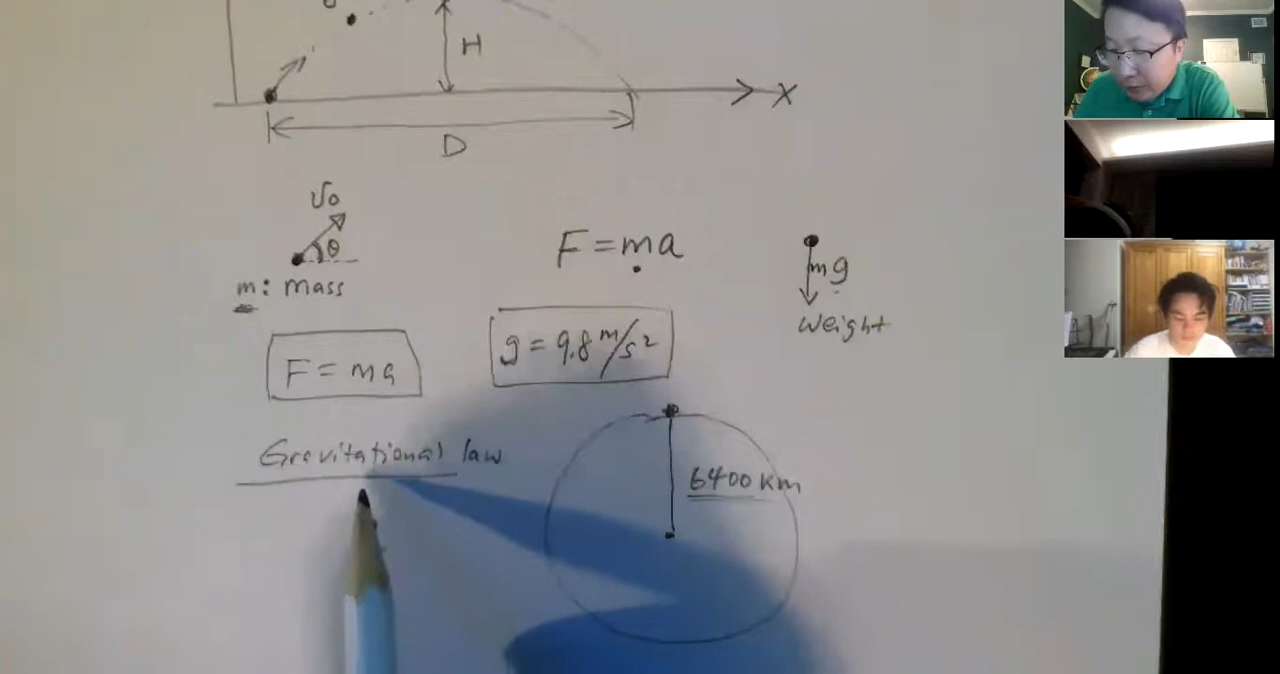 H
X
D
v₀
θ
F = ma
mg
m: mass
weight
F = ma
g = 9.8 m/s²
Gravitational law
6400 km